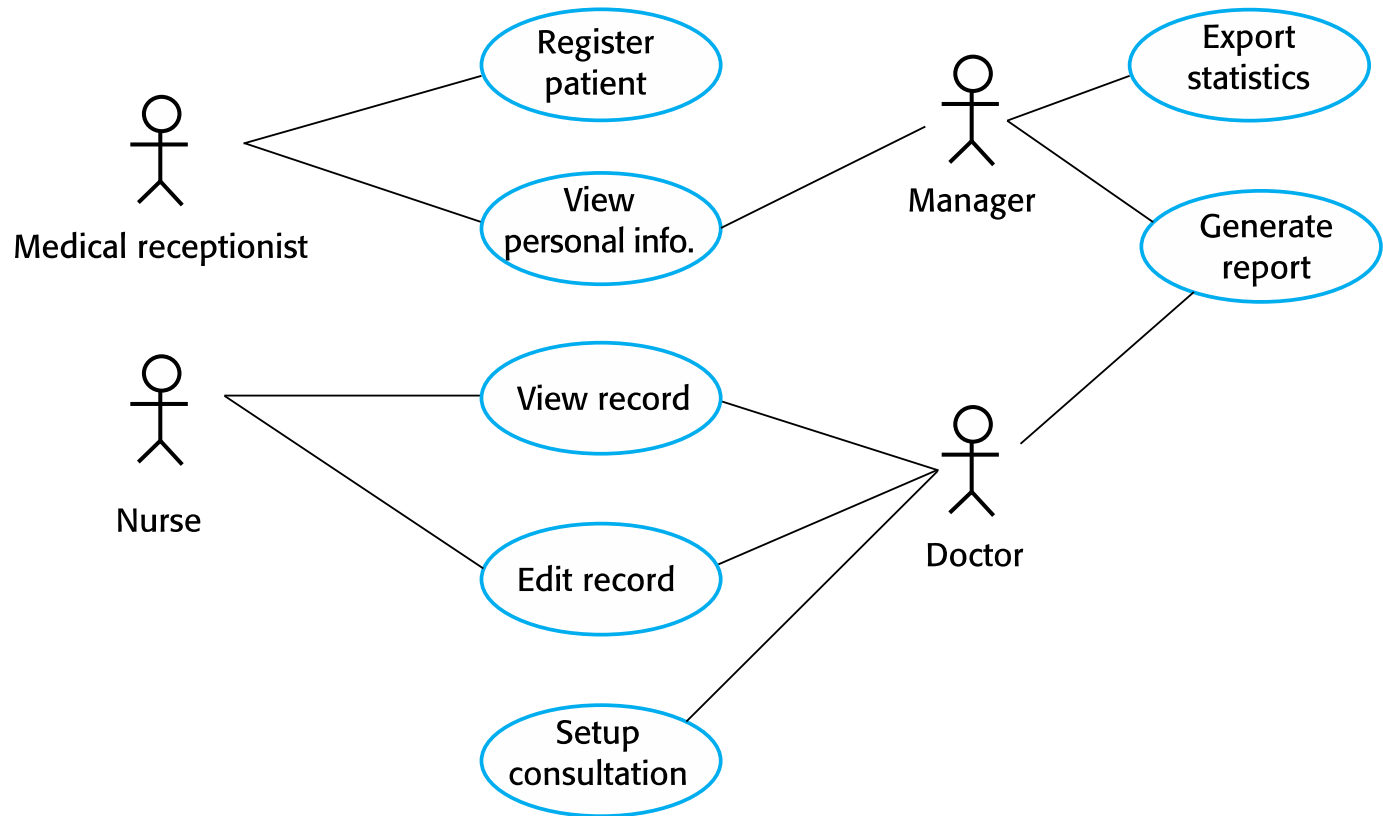 Register
patient
Export
statistics
Medical receptionist
View
personal info.
Manager
Generate
report
Nurse
View record
Edit record
Doctor
Setup
consultation